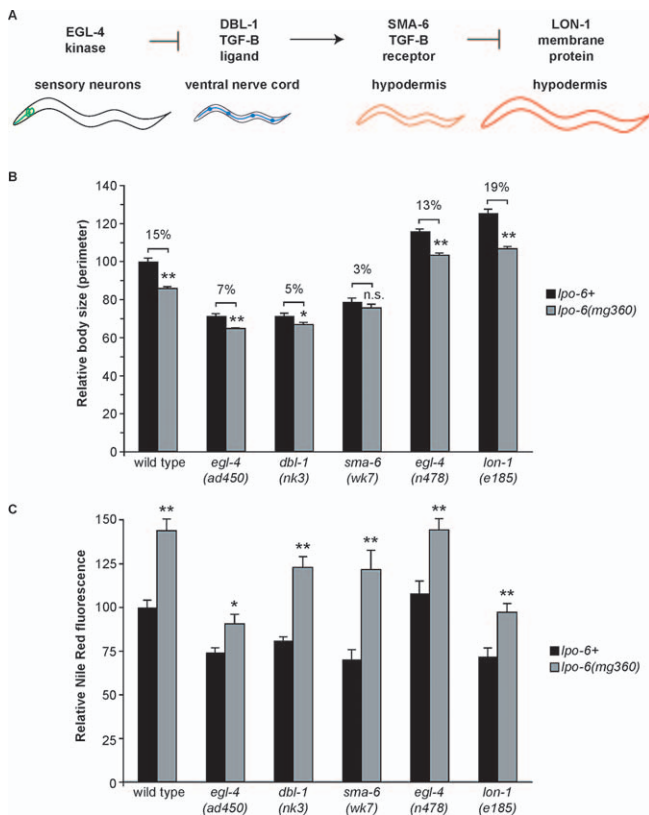 A
EGL-4
kinase
DBL-1
TGF-B
ligand
SMA-6
TGF-B
receptor
LON-1
membrane
protein
sensory neurons
ventral nerve cord
hypodermis
hypodermis
B
Relative body size (perimeter)
140
120
100
80
60
40
20
0
15%
**
7%
**
5%
*
3%
n.s.
13%
**
19%
**
lpo-6+
lpo-6(mg360)
wild type
egl-4
(ad450)
dbl-1
(nk3)
sma-6
(wk7)
egl-4
(n478)
lon-1
(e185)
C
Relative Nile Red fluorescence
150
125
100
75
50
25
0
**
*
**
**
**
**
lpo-6+
lpo-6(mg360)
wild type
egl-4
(ad450)
dbl-1
(nk3)
sma-6
(wk7)
egl-4
(n478)
lon-1
(e185)